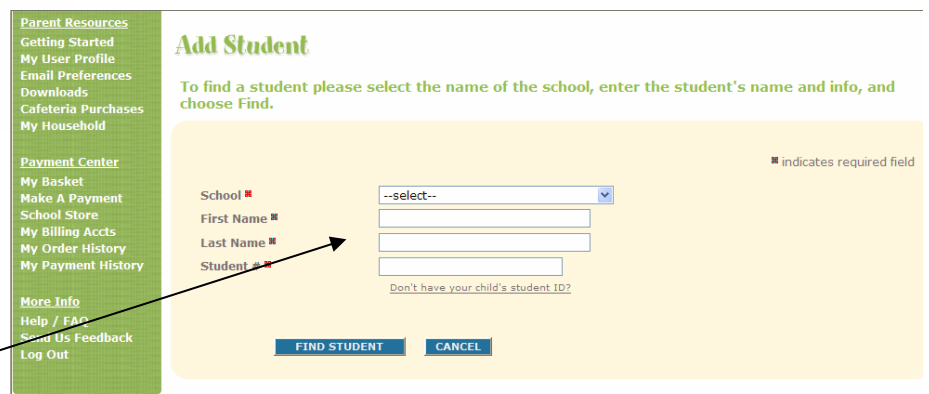 Parent Resources
Getting Started
My User Profile
Email Preferences
Downloads
Cafeteria Purchases
My Household
Payment Center
My Basket
Make A Payment
School Store
My Billing Accts
My Order History
My Payment History
More Info
Help / FAQ
Send Us Feedback
Log Out
Add Student
To find a student please select the name of the school, enter the student's name and info, and
choose Find.
indicates required field
School
--select--
First Name
Last Name
Student #
Don't have your child's student ID?
FIND STUDENT
CANCEL